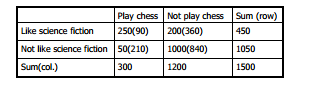 Play chess Not play chess Sum (row)
Like science fiction 250(90) 200(360) 450
Not like science fiction 50(210) 1000(840) 1050
Sum(col.) 300 1200 1500